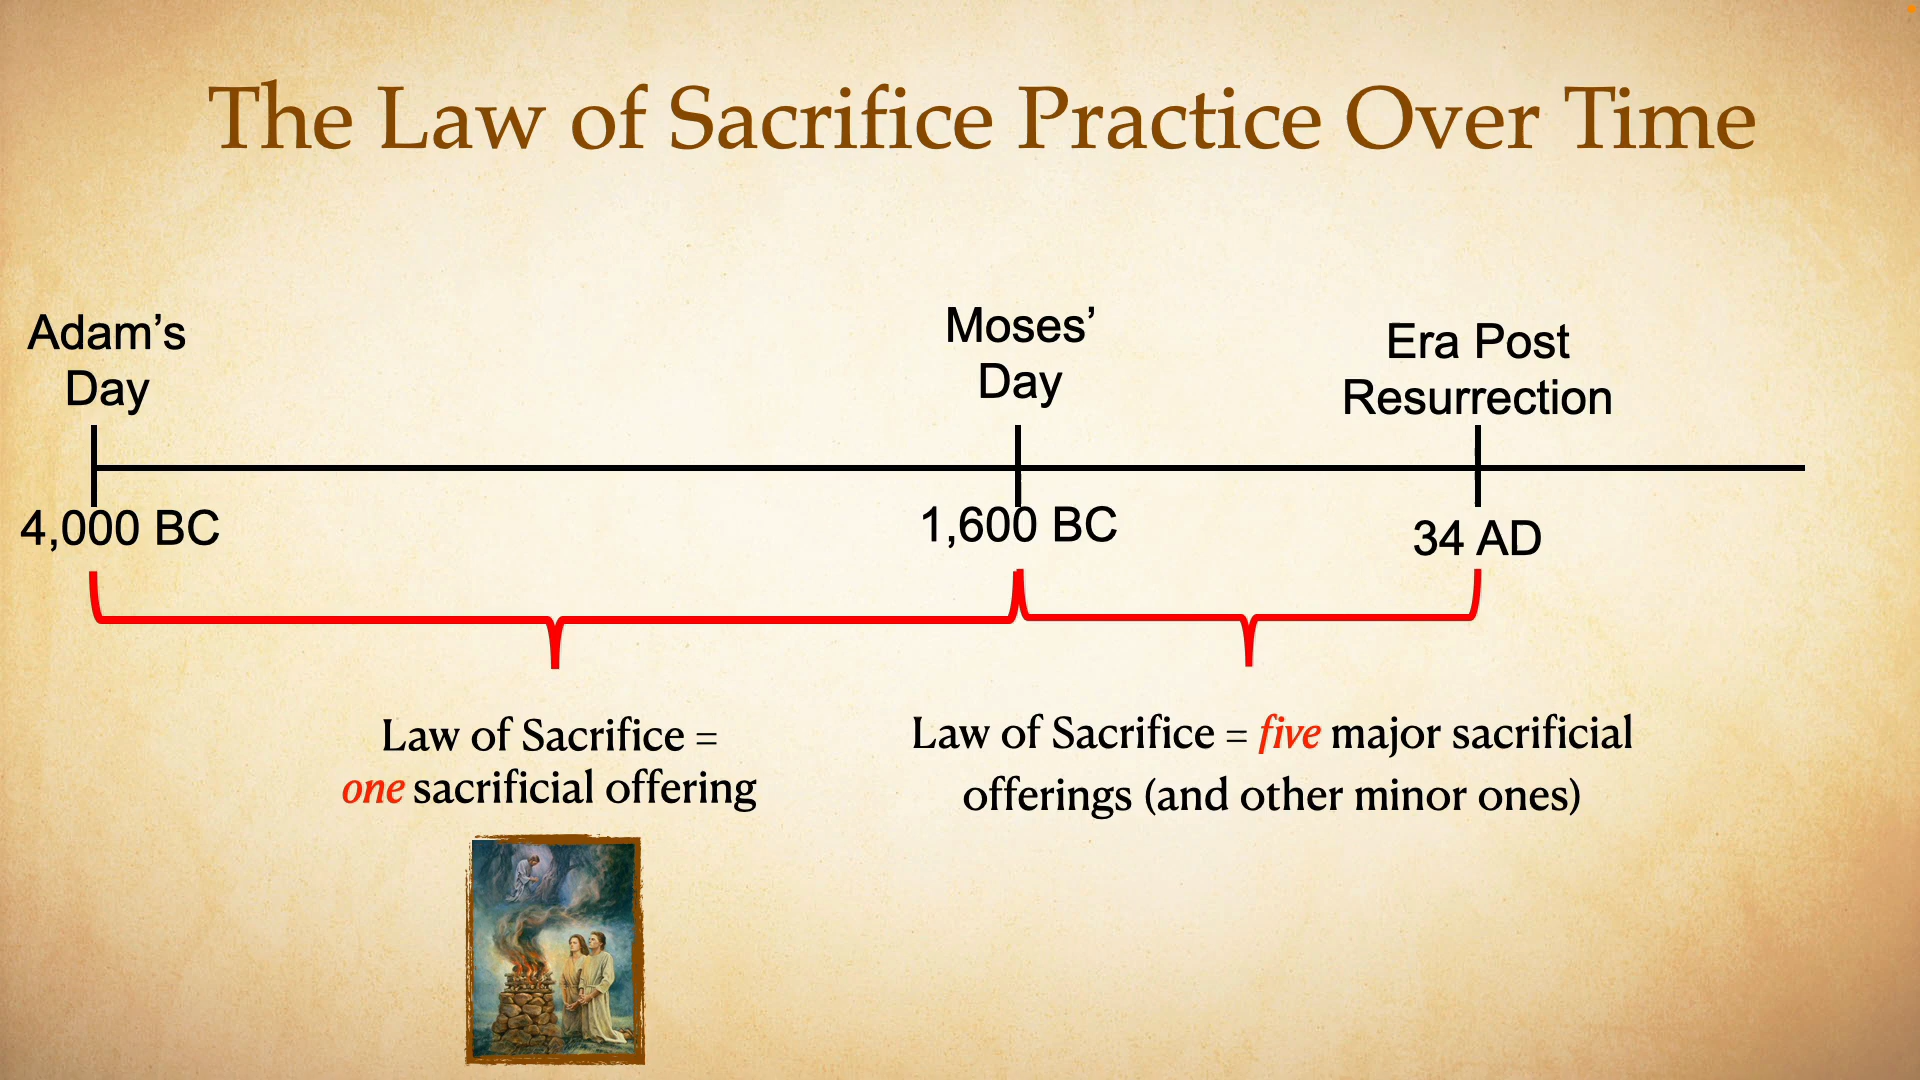 The Law of Sacrifice Practice Over Time
Adam’s
Day
Moses’
Day
Era Post
Resurrection
4,000 BC
1,600 BC
34 AD
Law of Sacrifice =
one sacrificial offering
Law of Sacrifice = five major sacrificial
offerings (and other minor ones)